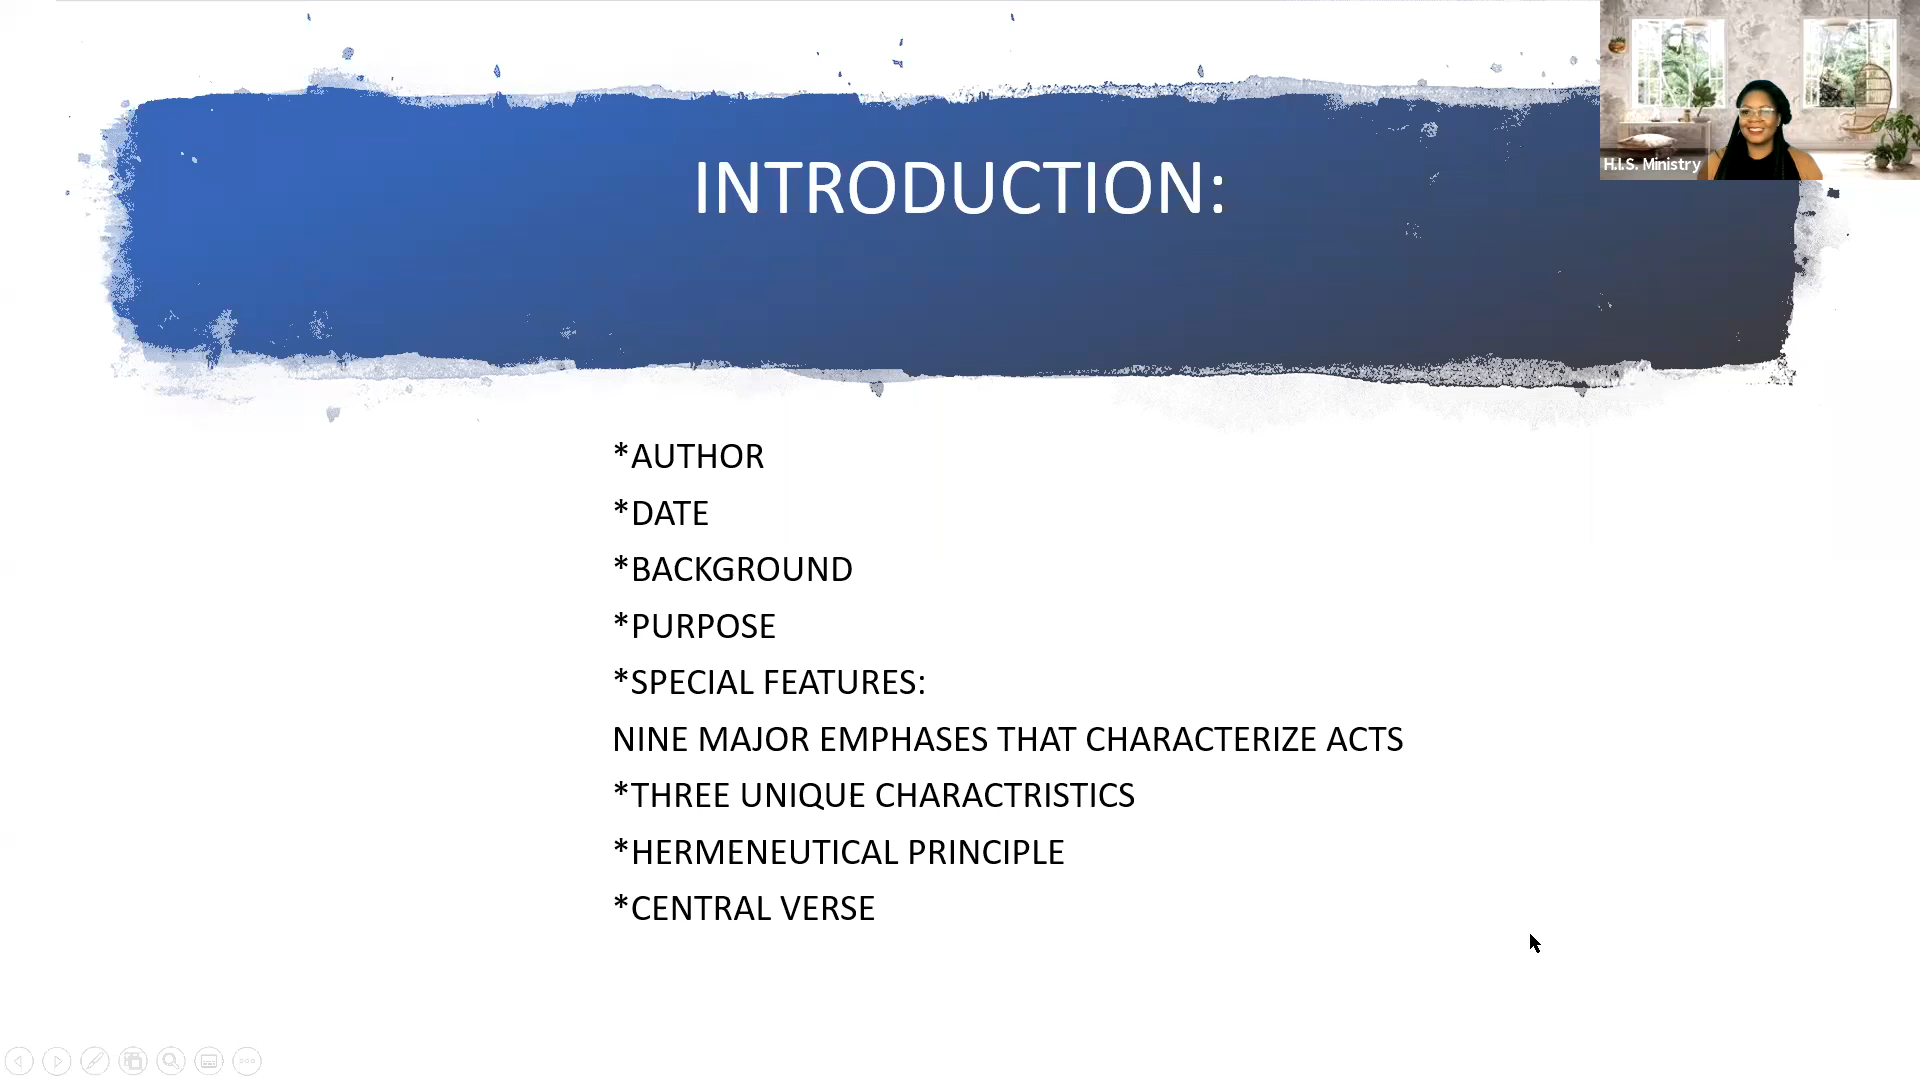 INTRODUCTION:
H.I.S. Ministry
*AUTHOR
*DATE
*BACKGROUND
*PURPOSE
*SPECIAL FEATURES:
NINE MAJOR EMPHASES THAT CHARACTERIZE ACTS
*THREE UNIQUE CHARACTRISTICS
*HERMENEUTICAL PRINCIPLE
*CENTRAL VERSE